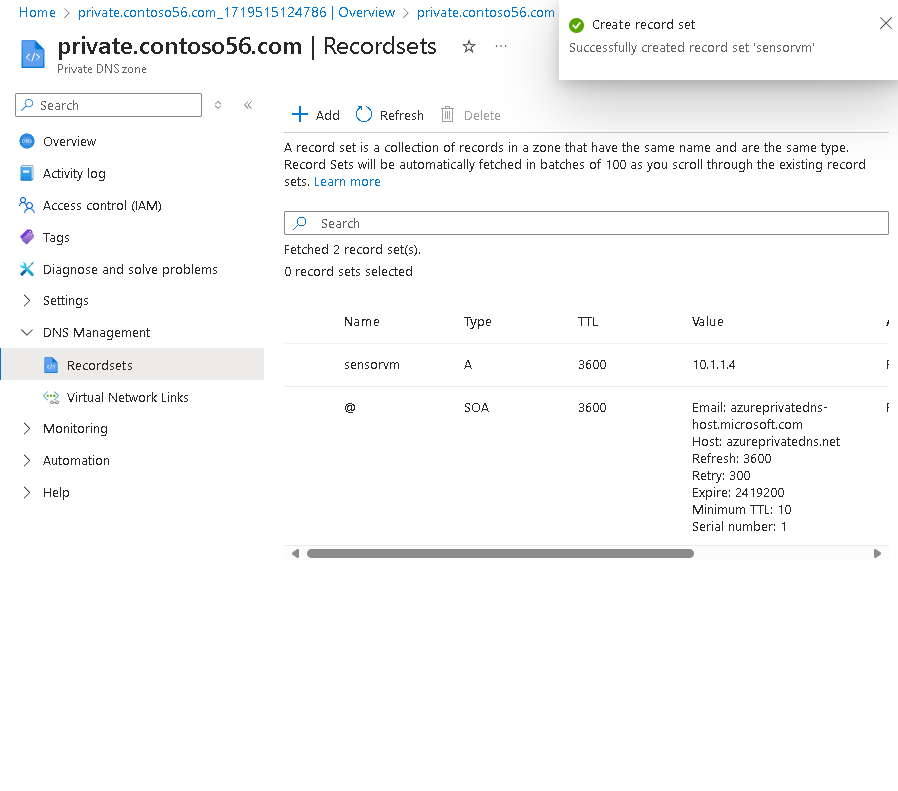 Home > private.contoso56.com_1719515124786 | Overview > private.contoso56.com
Create record set
Successfully created record set 'sensorvm'
private.contoso56.com | Recordsets
Private DNS zone
Search
Add Refresh Delete
Overview
Activity log
Access control (IAM)
Tags
Diagnose and solve problems
Settings
DNS Management
Recordsets
Virtual Network Links
Monitoring
Automation
Help
A record set is a collection of records in a zone that have the same name and are the same type.
Record Sets will be automatically fetched in batches of 100 as you scroll through the existing record
sets. Learn more
Search
Fetched 2 record set(s).
0 record sets selected
Name Type TTL Value
sensorvm A 3600 10.1.1.4
@ SOA 3600 Email: azureprivatedns-
host.microsoft.com
Host: azureprivatedns.net
Refresh: 3600
Retry: 300
Expire: 2419200
Minimum TTL: 10
Serial number: 1